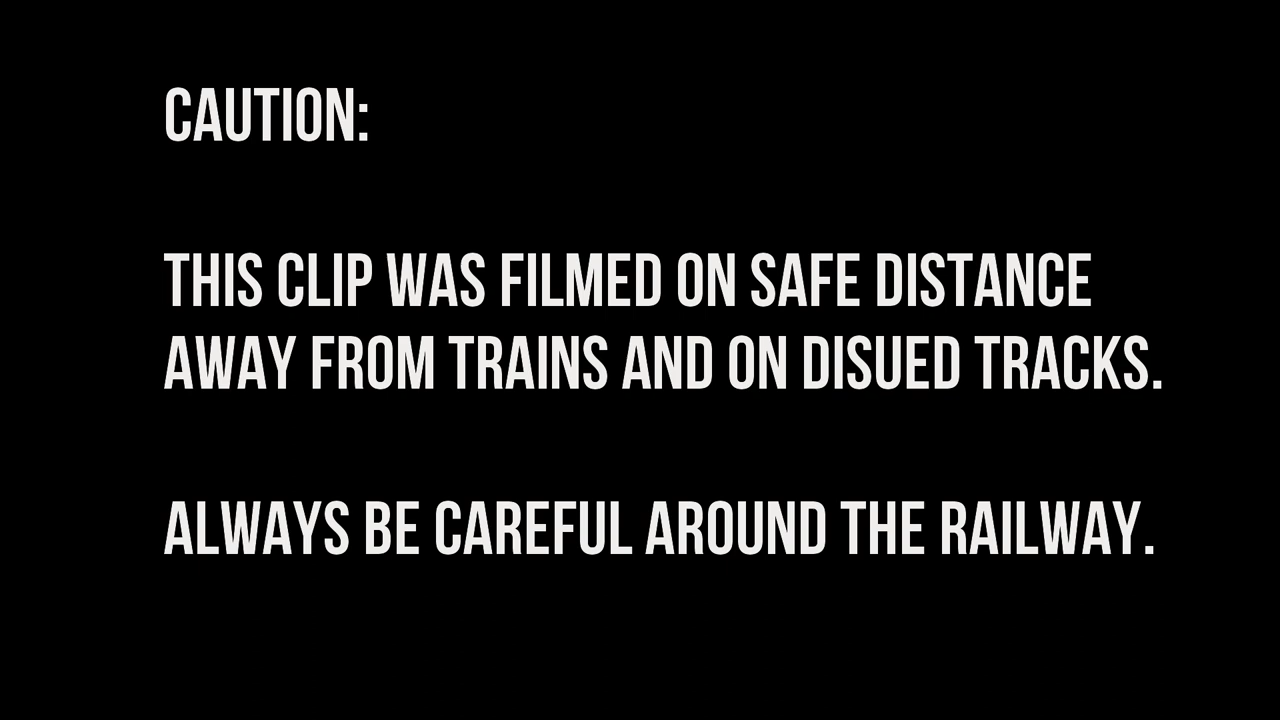 CAUTION:
THIS CLIP WAS FILMED ON SAFE DISTANCE
AWAY FROM TRAINS AND ON DISUED TRACKS.
ALWAYS BE CAREFUL AROUND THE RAILWAY.